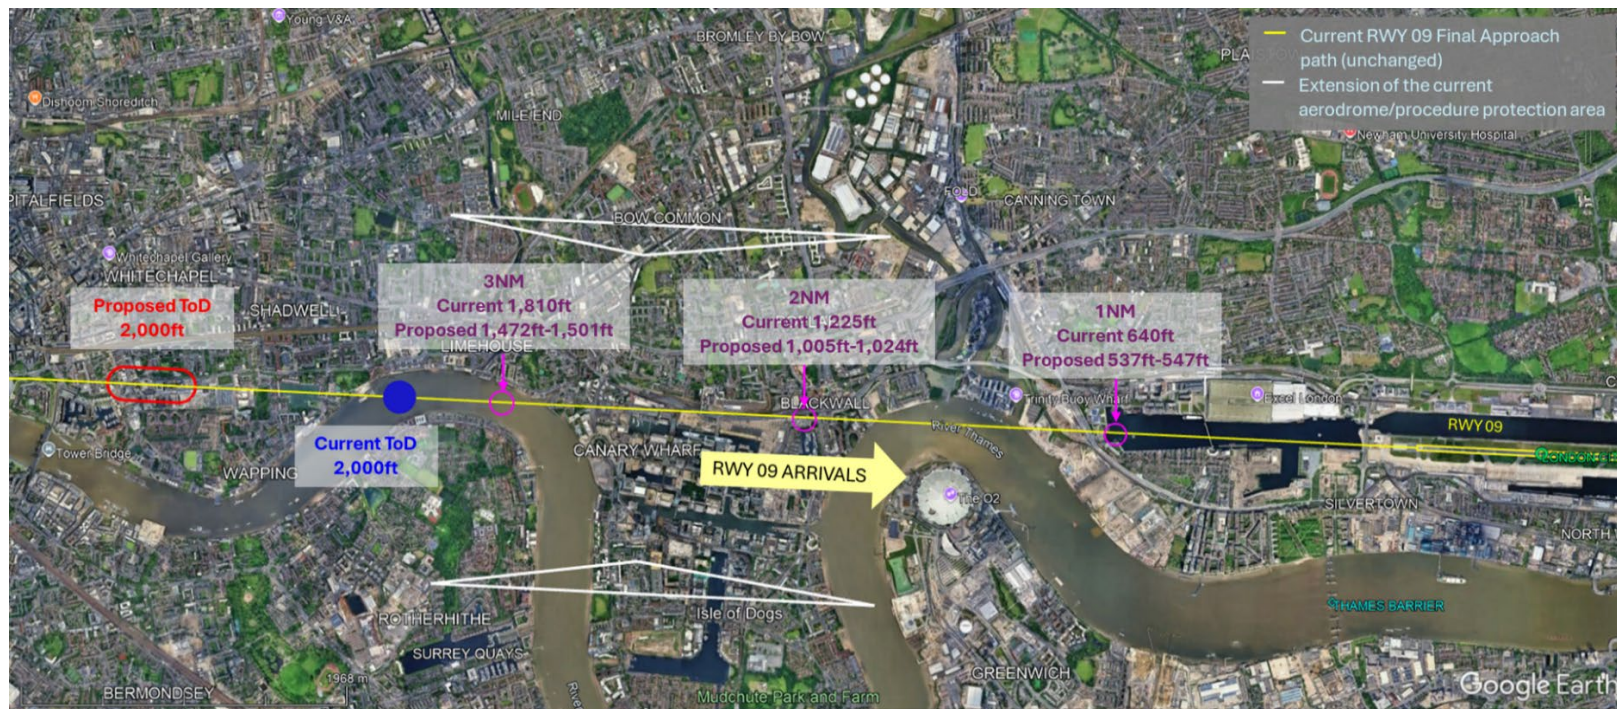 Young V&A
BROMLEY BY BOW
Current RWY 09 Final Approach
path (unchanged)
Extension of the current
aerodrome/procedure protection area
Dishoom Shoreditch
MILE END
Newham University Hospital
PITALFIELDS
FOLD
CANNING TOWN
BOW COMMON
Whitechapel Gallery
WHITECHAPEL
Proposed ToD
2,000ft
SHADWELL
3NM
Current 1,810ft
Proposed 1,472ft-1,501ft
LIMEHOUSE
2NM
Current 1,225ft
Proposed 1,005ft-1,024ft
1NM
Current 640ft
Proposed 537ft-547ft
BLACKWALL
Trinity Buoy Wharf
Excel London
RWY 09
River Thames
Current ToD
2,000ft
Tower Bridge
WAPPING
CANARY WHARF
RWY 09 ARRIVALS
The O2
SILVERTOWN
NORTH
THAMES BARRIER
ROTHERHITHE
Isle of Dogs
SURREY QUAYS
GREENWICH
1968 m
BERMONDSEY
River
Mudchute Park and Farm
Google Earth